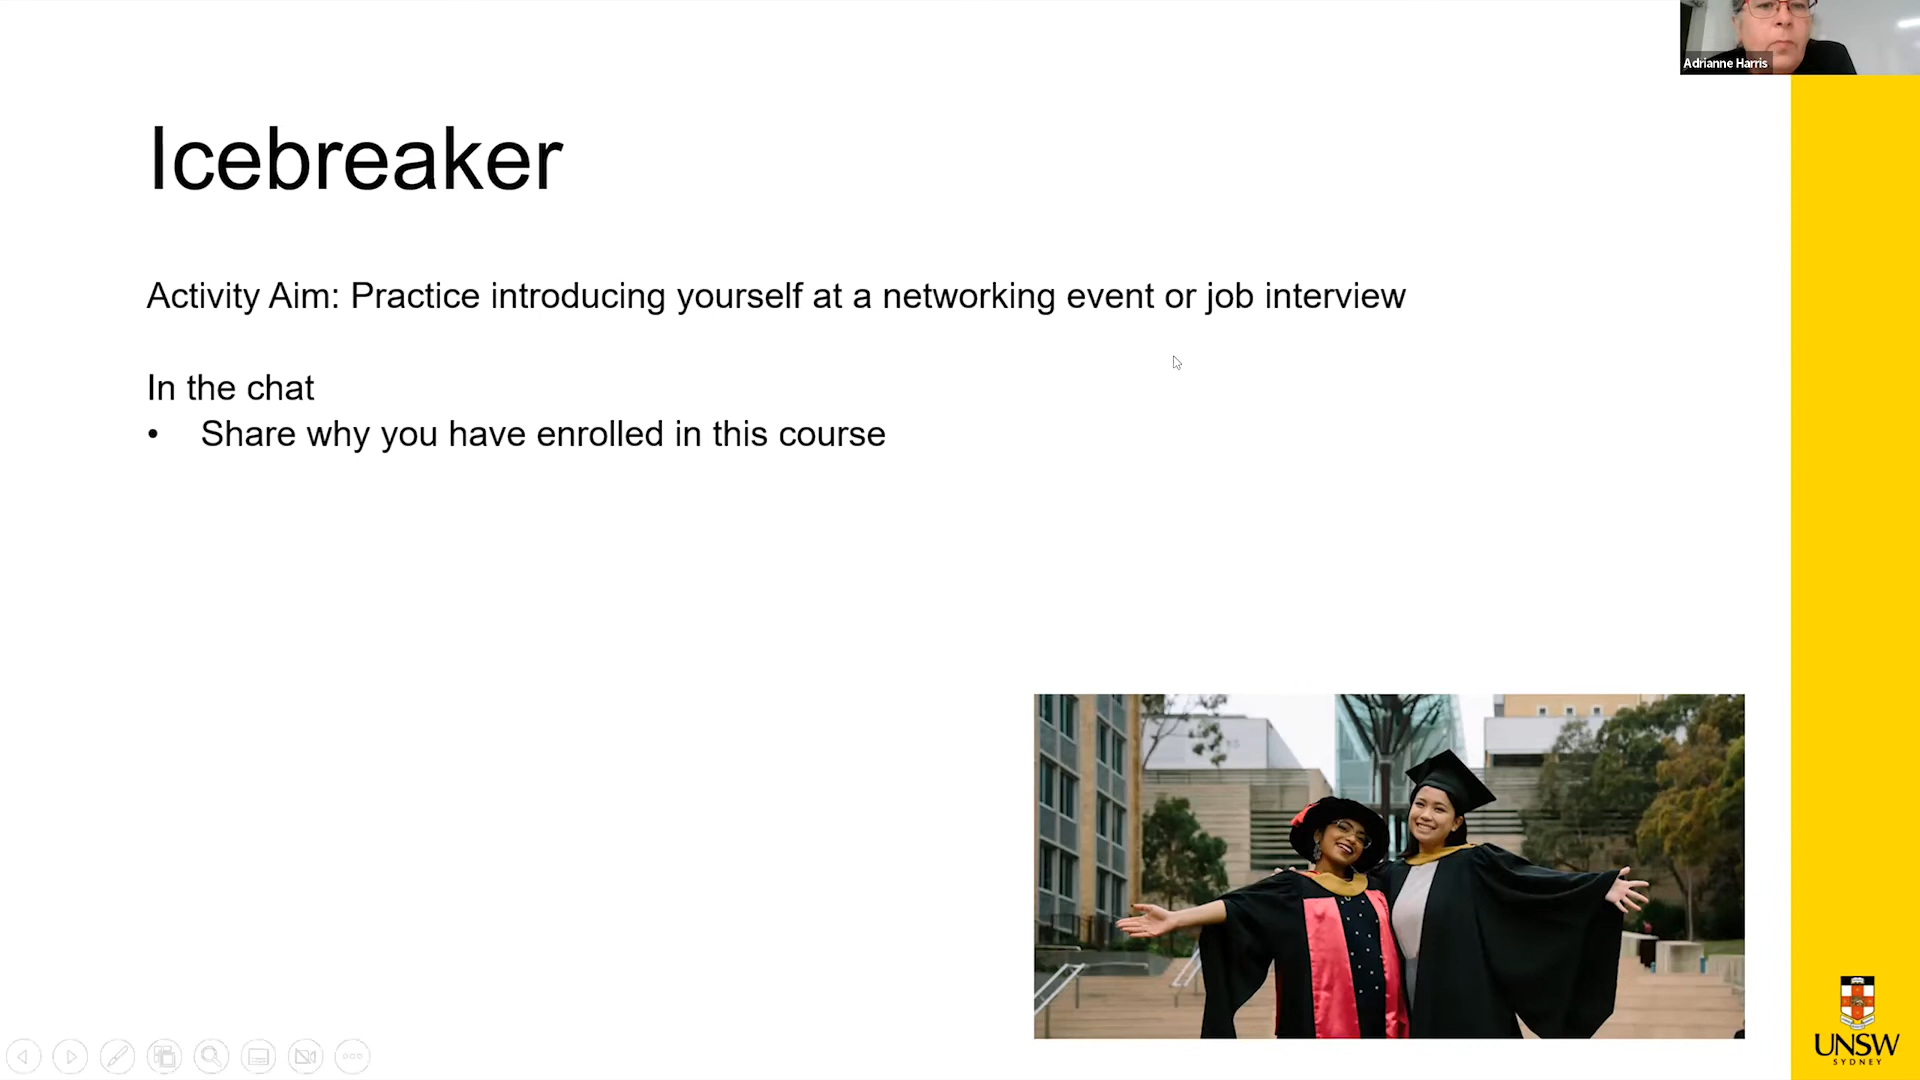 Adrianne Harris
Icebreaker
Activity Aim: Practice introducing yourself at a networking event or job interview
In the chat
• Share why you have enrolled in this course
UNSW
SYDNEY